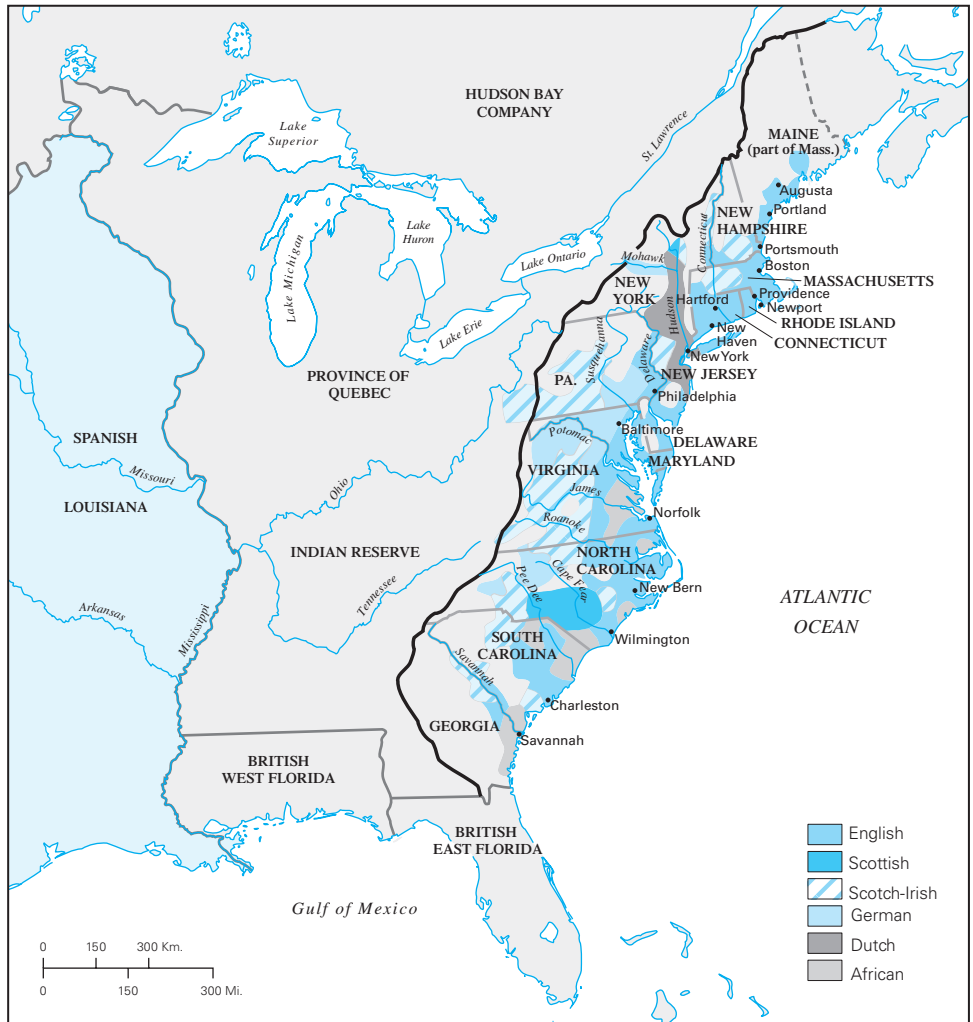 HUDSON BAY
COMPANY
Lake
Superior
St. Lawrence
MAINE
(part of Mass.)
Augusta
Portland
NEW
HAMPSHIRE
Connecticut
Portsmouth
Boston
MASSACHUSETTS
Providence
Newport
RHODE ISLAND
CONNECTICUT
Hartford
New
Haven
New York
Lake
Huron
Lake Michigan
Lake Ontario
Lake Erie
Mohawk
NEW
YORK
Hudson
Susquehanna
Delaware
NEW JERSEY
PA.
Philadelphia
PROVINCE OF
QUEBEC
Baltimore
DELAWARE
MARYLAND
Potomac
VIRGINIA
James
Norfolk
Roanoke
SPANISH
LOUISIANA
Missouri
Ohio
INDIAN RESERVE
Tennessee
Arkansas
Mississippi
NORTH
CAROLINA
Pee Dee
Cape Fear
New Bern
Wilmington
SOUTH
CAROLINA
Savannah
Charleston
GEORGIA
Savannah
ATLANTIC
OCEAN
BRITISH
WEST FLORIDA
BRITISH
EAST FLORIDA
Gulf of Mexico
English
Scottish
Scotch-Irish
German
Dutch
African
0 150 300 Km.
0 150 300 Mi.